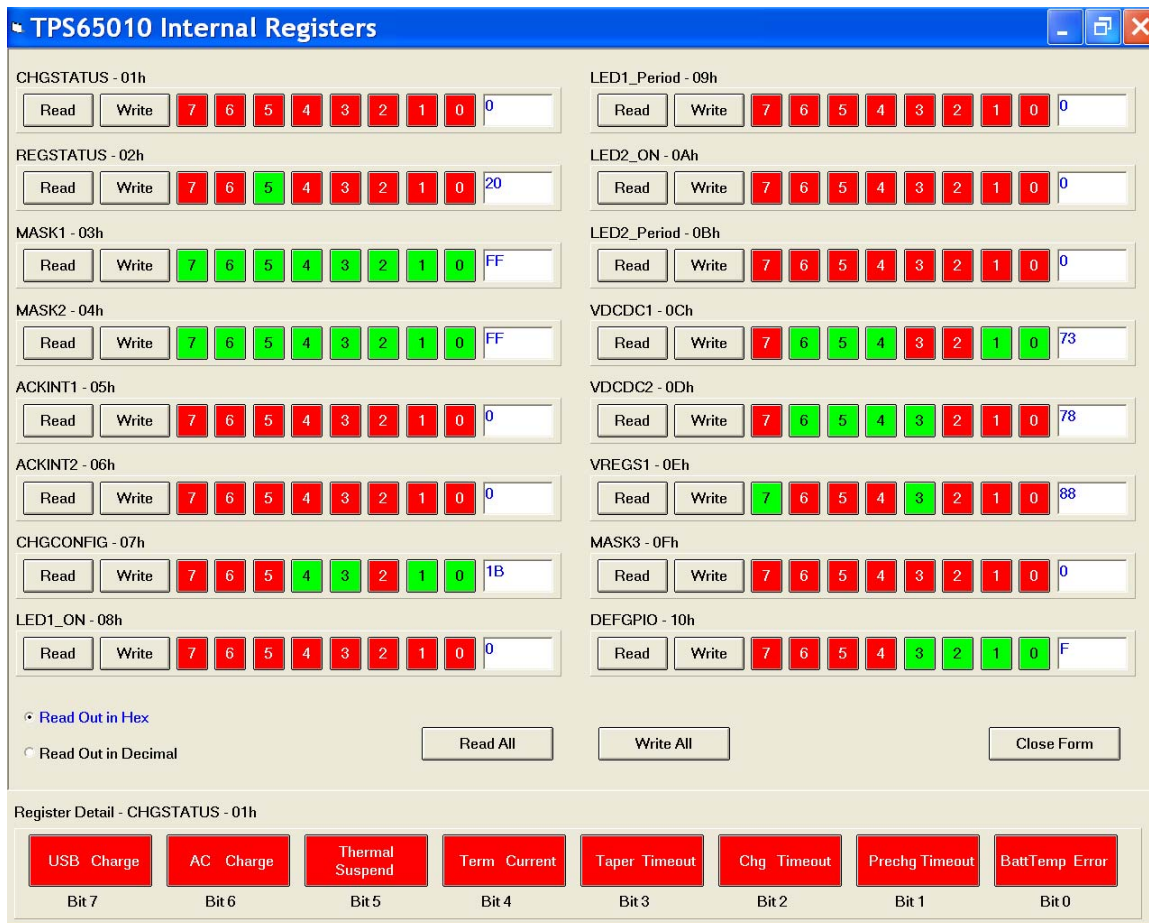 TPS65010 Internal Registers
CHGSTATUS - 01h
Read Write 7 6 5 4 3 2 1 0 0
REGSTATUS - 02h
Read Write 7 6 5 4 3 2 1 0 20
MASK1 - 03h
Read Write 7 6 5 4 3 2 1 0 FF
MASK2 - 04h
Read Write 7 6 5 4 3 2 1 0 FF
ACKINT1 - 05h
Read Write 7 6 5 4 3 2 1 0 0
ACKINT2 - 06h
Read Write 7 6 5 4 3 2 1 0 0
CHGCONFIG - 07h
Read Write 7 6 5 4 3 2 1 0 1B
LED1_ON - 08h
Read Write 7 6 5 4 3 2 1 0 0
LED1_Period - 09h
Read Write 7 6 5 4 3 2 1 0 0
LED2_ON - 0Ah
Read Write 7 6 5 4 3 2 1 0 0
LED2_Period - 0Bh
Read Write 7 6 5 4 3 2 1 0 0
VDCDC1 - 0Ch
Read Write 7 6 5 4 3 2 1 0 73
VDCDC2 - 0Dh
Read Write 7 6 5 4 3 2 1 0 78
VREGS1 - 0Eh
Read Write 7 6 5 4 3 2 1 0 88
MASK3 - 0Fh
Read Write 7 6 5 4 3 2 1 0 0
DEFGPIO - 10h
Read Write 7 6 5 4 3 2 1 0 F
Read Out in Hex
Read Out in Decimal
Read All Write All Close Form
Register Detail - CHGSTATUS - 01h
USB Charge
AC Charge
Thermal
Suspend
Term Current
Taper Timeout
Chg Timeout
Prechg Timeout
BattTemp Error
Bit 7 Bit 6 Bit 5 Bit 4 Bit 3 Bit 2 Bit 1 Bit 0